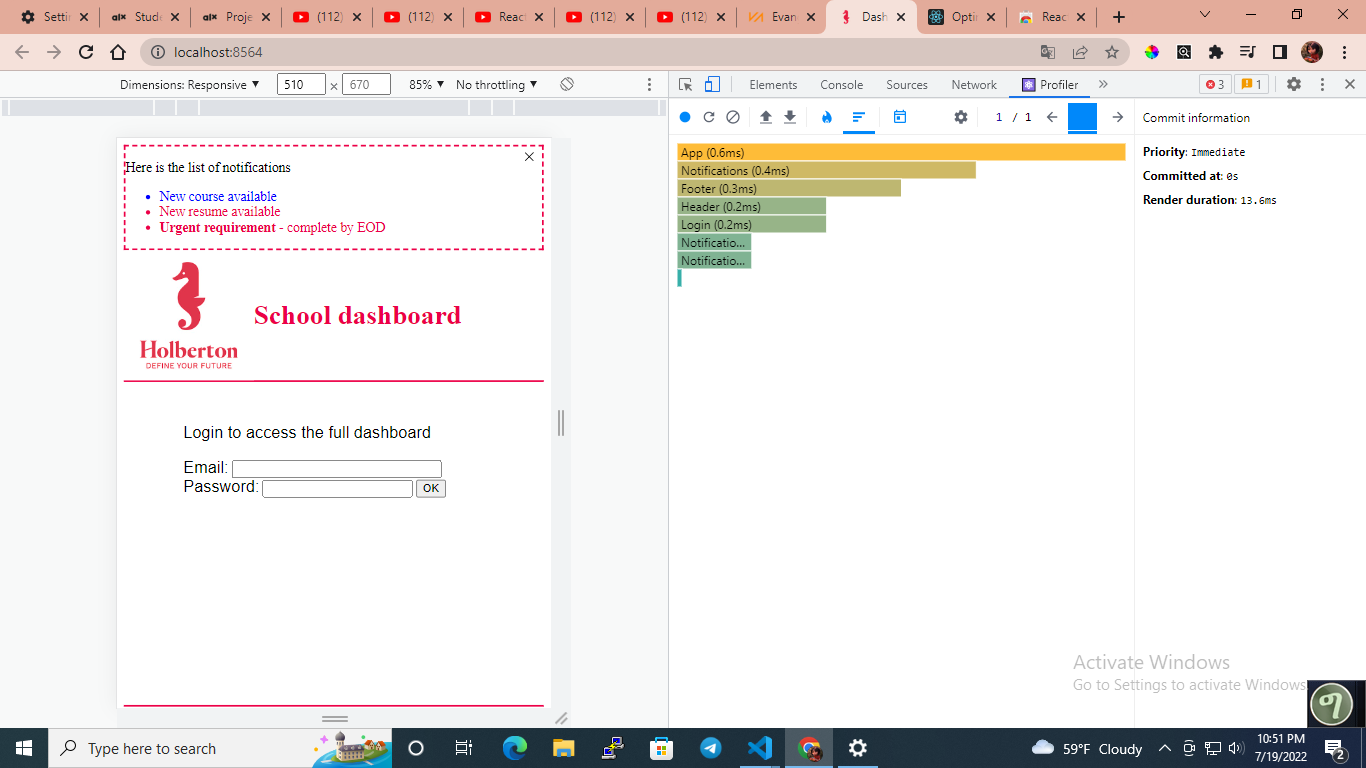 Settin
alx Stude
alx Proje
(112)
(112)
React
(112)
(112)
Evan
Dash
Optin
Reac
localhost:8564
Dimensions: Responsive 510 x 670 85% No throttling
Elements Console Sources Network Profiler 3 1
1 / 1
Commit information
Priority: Immediate
Committed at: 0s
Render duration: 13.6ms
App (0.6ms)
Notifications (0.4ms)
Footer (0.3ms)
Header (0.2ms)
Login (0.2ms)
Notificatio...
Notificatio...
Here is the list of notifications
New course available
New resume available
Urgent requirement - complete by EOD
Holberton
DEFINE YOUR FUTURE
School dashboard
Login to access the full dashboard
Email:
Password: OK
Activate Windows
Go to Settings to activate Windows
Type here to search
59°F Cloudy
10:51 PM
7/19/2022
2